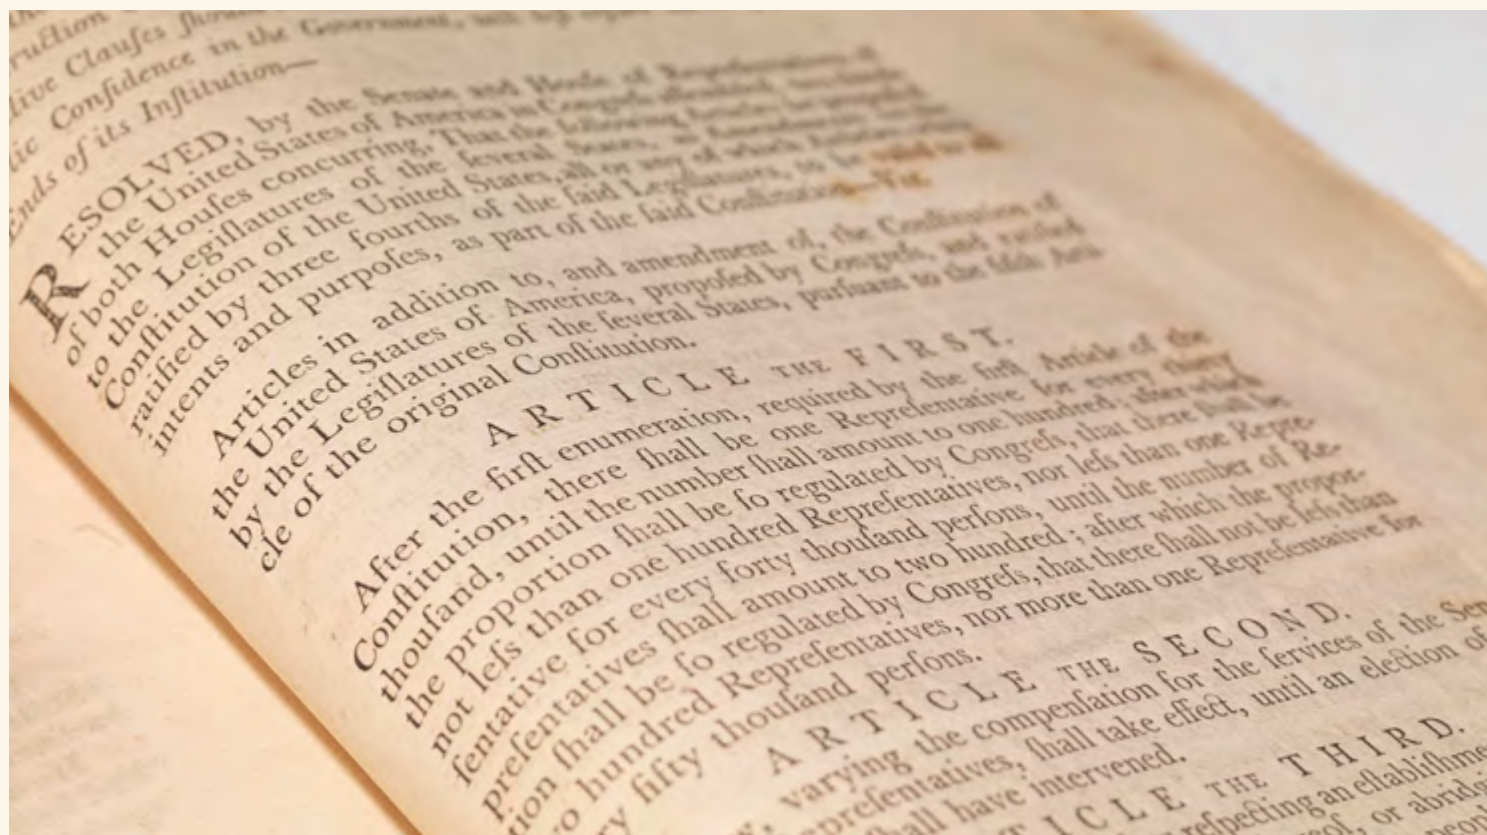 ruction
tive Clauſes ſhould
lic Confidence in the Government, will
Ends of its Inſtitution—
RESOLVED, by the Senate and Houſe of Repreſentatives of
the United States of America in Congreſs aſſembled,
of both Houſes concurring, That the following Articles be propoſed
to the Legiſlatures of the ſeveral States, as Amendments to the
Conſtitution of the United States, all or any of which Articles, when
ratified by three fourths of the ſaid Legiſlatures, to be valid to all
intents and purpoſes, as part of the ſaid Conſtitution—Viz.
Articles in addition to, and amendment of, the Conſtitution of
the United States of America, propoſed by Congreſs, and ratified
by the Legiſlatures of the ſeveral States, purſuant to the fifth Arti-
cle of the original Conſtitution.
ARTICLE THE FIRST.
After the firſt enumeration, required by the firſt Article of the
Conſtitution, there ſhall be one Repreſentative for every thirty
thouſand, until the number ſhall amount to one hundred; after which
the proportion ſhall be ſo regulated by Congreſs, that there ſhall be
not leſs than one hundred Repreſentatives, nor leſs than one Repre-
ſentative for every forty thouſand perſons, until the number of Re-
preſentatives ſhall amount to two hundred; after which the propor-
tion ſhall be ſo regulated by Congreſs, that there ſhall not be leſs than
o hundred Repreſentatives, nor more than one Repreſentative for
ry fifty thouſand perſons.
ARTICLE THE SECOND.
varying the compenſation for the ſervices of the Sen
preſentatives, ſhall take effect, until an election of
hall have intervened.
TICLE THE THIRD.
reſpecting an eſtabliſhme
or abridg